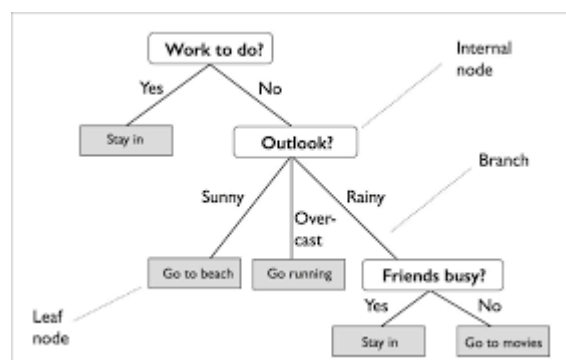 Work to do?
Internal
node
Yes
No
Stay in
Outlook?
Branch
Sunny
Over-
cast
Rainy
Go to beach
Go running
Friends busy?
Leaf
node
Yes
No
Stay in
Go to movies